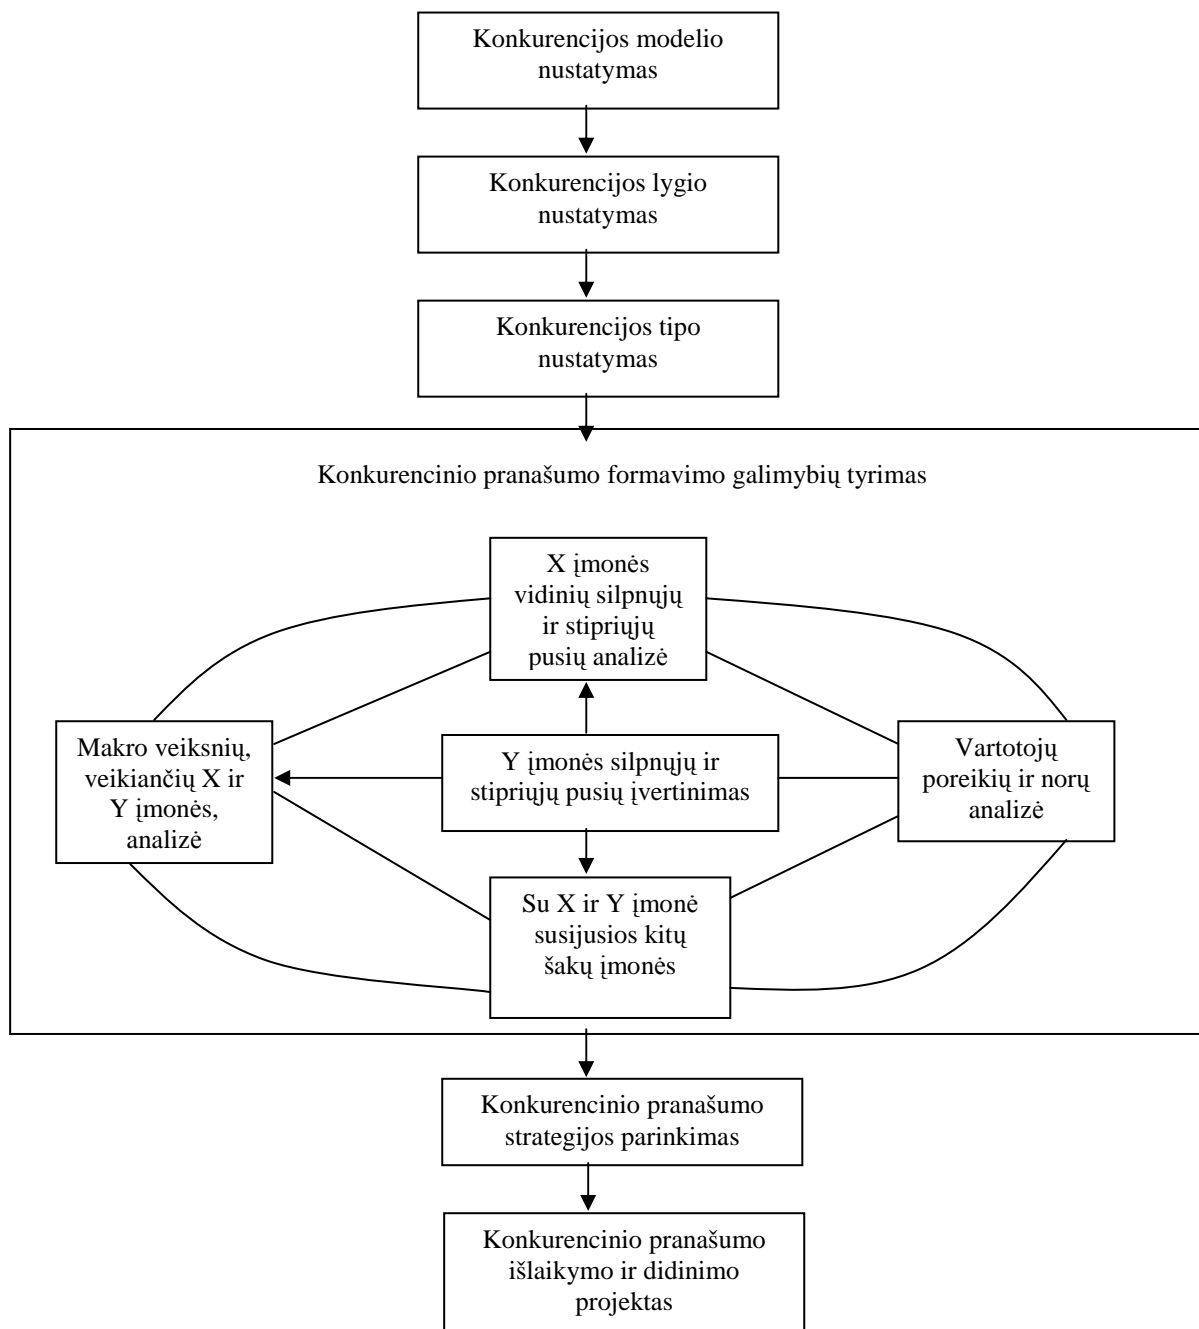 Konkurencijos modelio
nustatymas
Konkurencijos lygio
nustatymas
Konkurencijos tipo
nustatymas
Konkurencinio pranašumo formavimo galimybių tyrimas
X įmonės
vidinių silpnųjų
ir stipriųjų
pusių analizė
Makro veiksnių,
veikiančių X ir
Y įmonės,
analizė
Y įmonės silpnųjų ir
stipriųjų pusių įvertinimas
Vartotojų
poreikių ir norų
analizė
Su X ir Y įmonė
susijusios kitų
šakų įmonės
Konkurencinio pranašumo
strategijos parinkimas
Konkurencinio pranašumo
išlaikymo ir didinimo
projektas